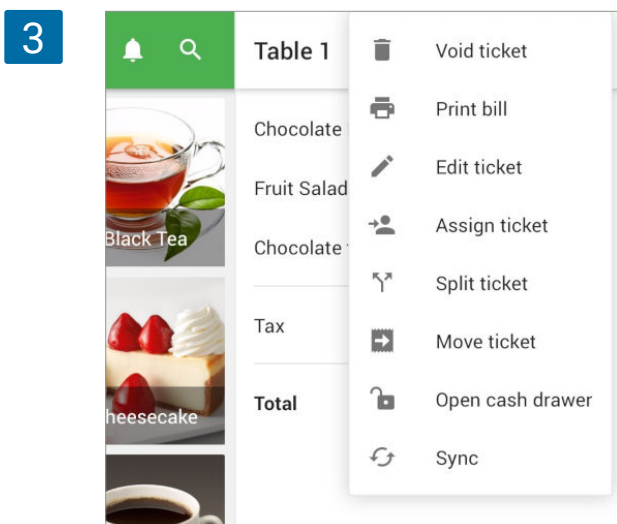 3
Table 1
Void ticket
Print bill
Edit ticket
Assign ticket
Split ticket
Move ticket
Open cash drawer
Sync
Chocolate
Fruit Salad
Chocolate
Tax
Total
Black Tea
heesecake